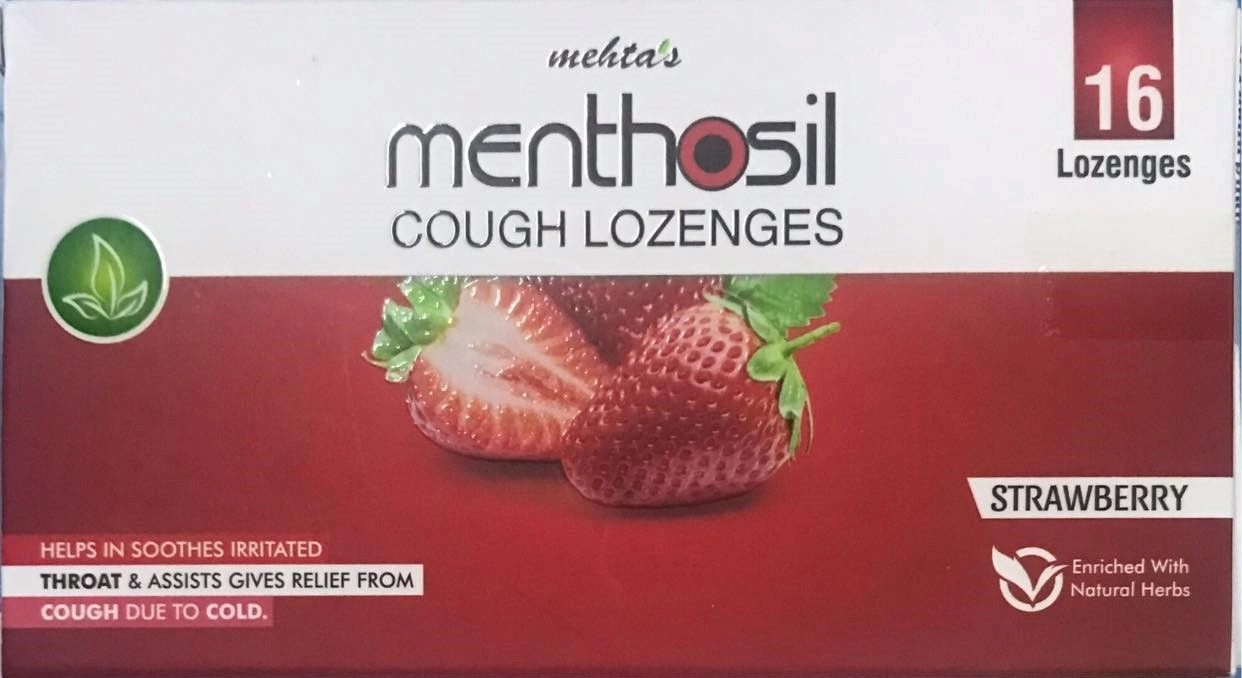 mehta's
menthosil
COUGH LOZENGES
16
Lozenges
STRAWBERRY
HELPS IN SOOTHES IRRITATED
THROAT & ASSISTS GIVES RELIEF FROM
COUGH DUE TO COLD.
Enriched With
Natural Herbs